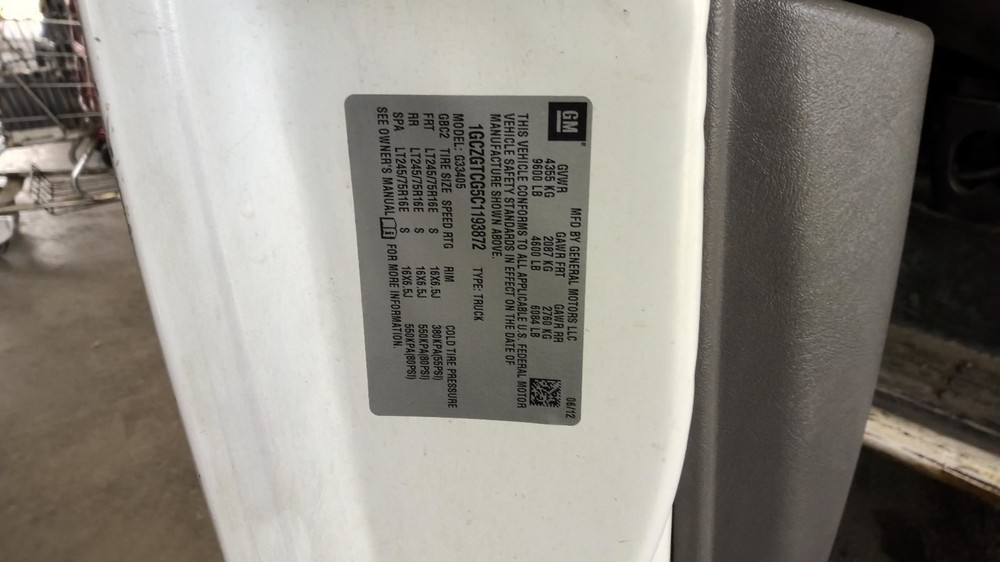 GM
MFD BY GENERAL MOTORS LLC 06/12
GVWR GAWR FRT GAWR RR
4355 KG 2087 KG 2760 KG
9600 LB 4600 LB 6084 LB
THIS VEHICLE CONFORMS TO ALL APPLICABLE U.S. FEDERAL MOTOR
VEHICLE SAFETY STANDARDS IN EFFECT ON THE DATE OF
MANUFACTURE SHOWN ABOVE.
1GCZGTCG5C1193872 TYPE: TRUCK
MODEL: G33405
GBC2 TIRE SIZE SPEED RTG RIM COLD TIRE PRESSURE
FRT LT245/75R16E S 16X6.5J 380KPA(55PSI)
RR LT245/75R16E S 16X6.5J 550KPA(80PSI)
SPA LT245/75R16E S 16X6.5J 550KPA(80PSI)
SEE OWNER'S MANUAL FOR MORE INFORMATION.